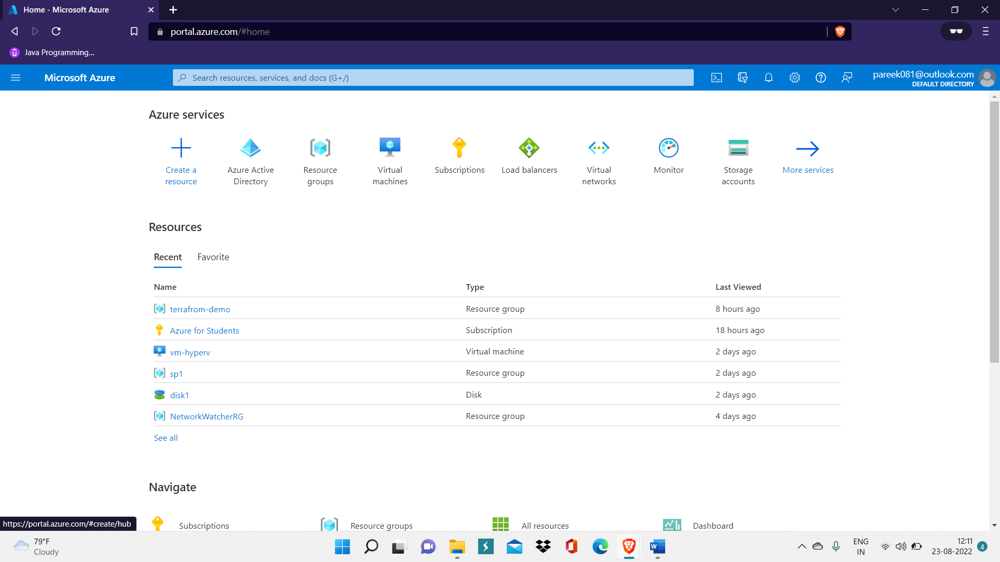 Home - Microsoft Azure
portal.azure.com/#home
Java Programming...
Microsoft Azure
Search resources, services, and docs (G+/)
pareek081@outlook.com
DEFAULT DIRECTORY
Azure services
Create a resource
Azure Active Directory
Resource groups
Virtual machines
Subscriptions
Load balancers
Virtual networks
Monitor
Storage accounts
More services
Resources
Recent Favorite
Name Type Last Viewed
terrafrom-demo Resource group 8 hours ago
Azure for Students Subscription 18 hours ago
vm-hyperv Virtual machine 2 days ago
sp1 Resource group 2 days ago
disk1 Disk 2 days ago
NetworkWatcherRG Resource group 4 days ago
See all
Navigate
Subscriptions Resource groups All resources Dashboard
https://portal.azure.com/#create/hub
79°F
Cloudy
ENG
IN
12:11
23-08-2022
4